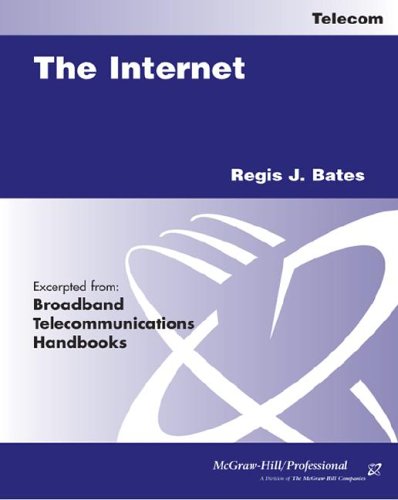 Telecom
The Internet
Regis J. Bates
Excerpted from:
Broadband
Telecommunications
Handbooks
McGraw-Hill/Professional
A Division of The McGraw-Hill Companies